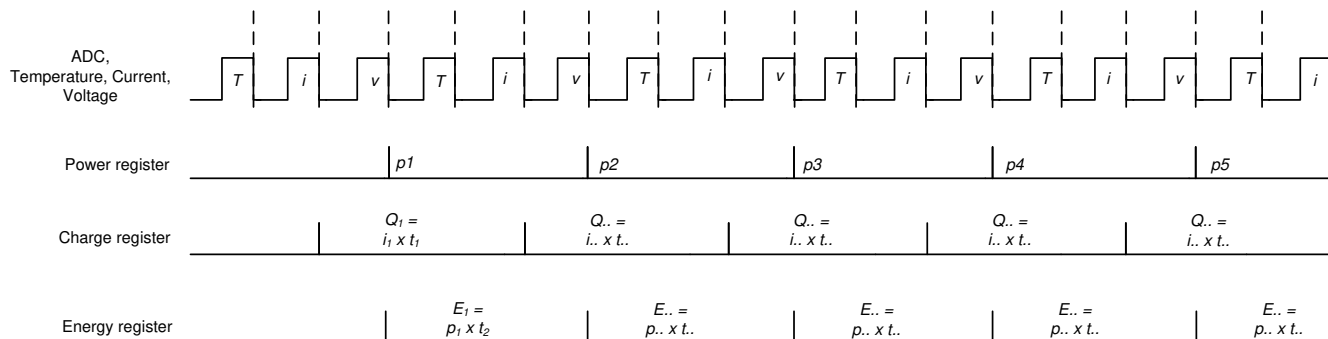 ADC,
Temperature, Current,
Voltage
T i v T i v T i v T i v T i v T i
Power register
p1 p2 p3 p4 p5
Charge register
Q1 = Q.. = Q.. = Q.. = Q.. =
i1 x t1 i.. x t.. i.. x t.. i.. x t.. i.. x t..
Energy register
E1 = E.. = E.. = E.. = E.. =
p1 x t2 p.. x t.. p.. x t.. p.. x t.. p.. x t..